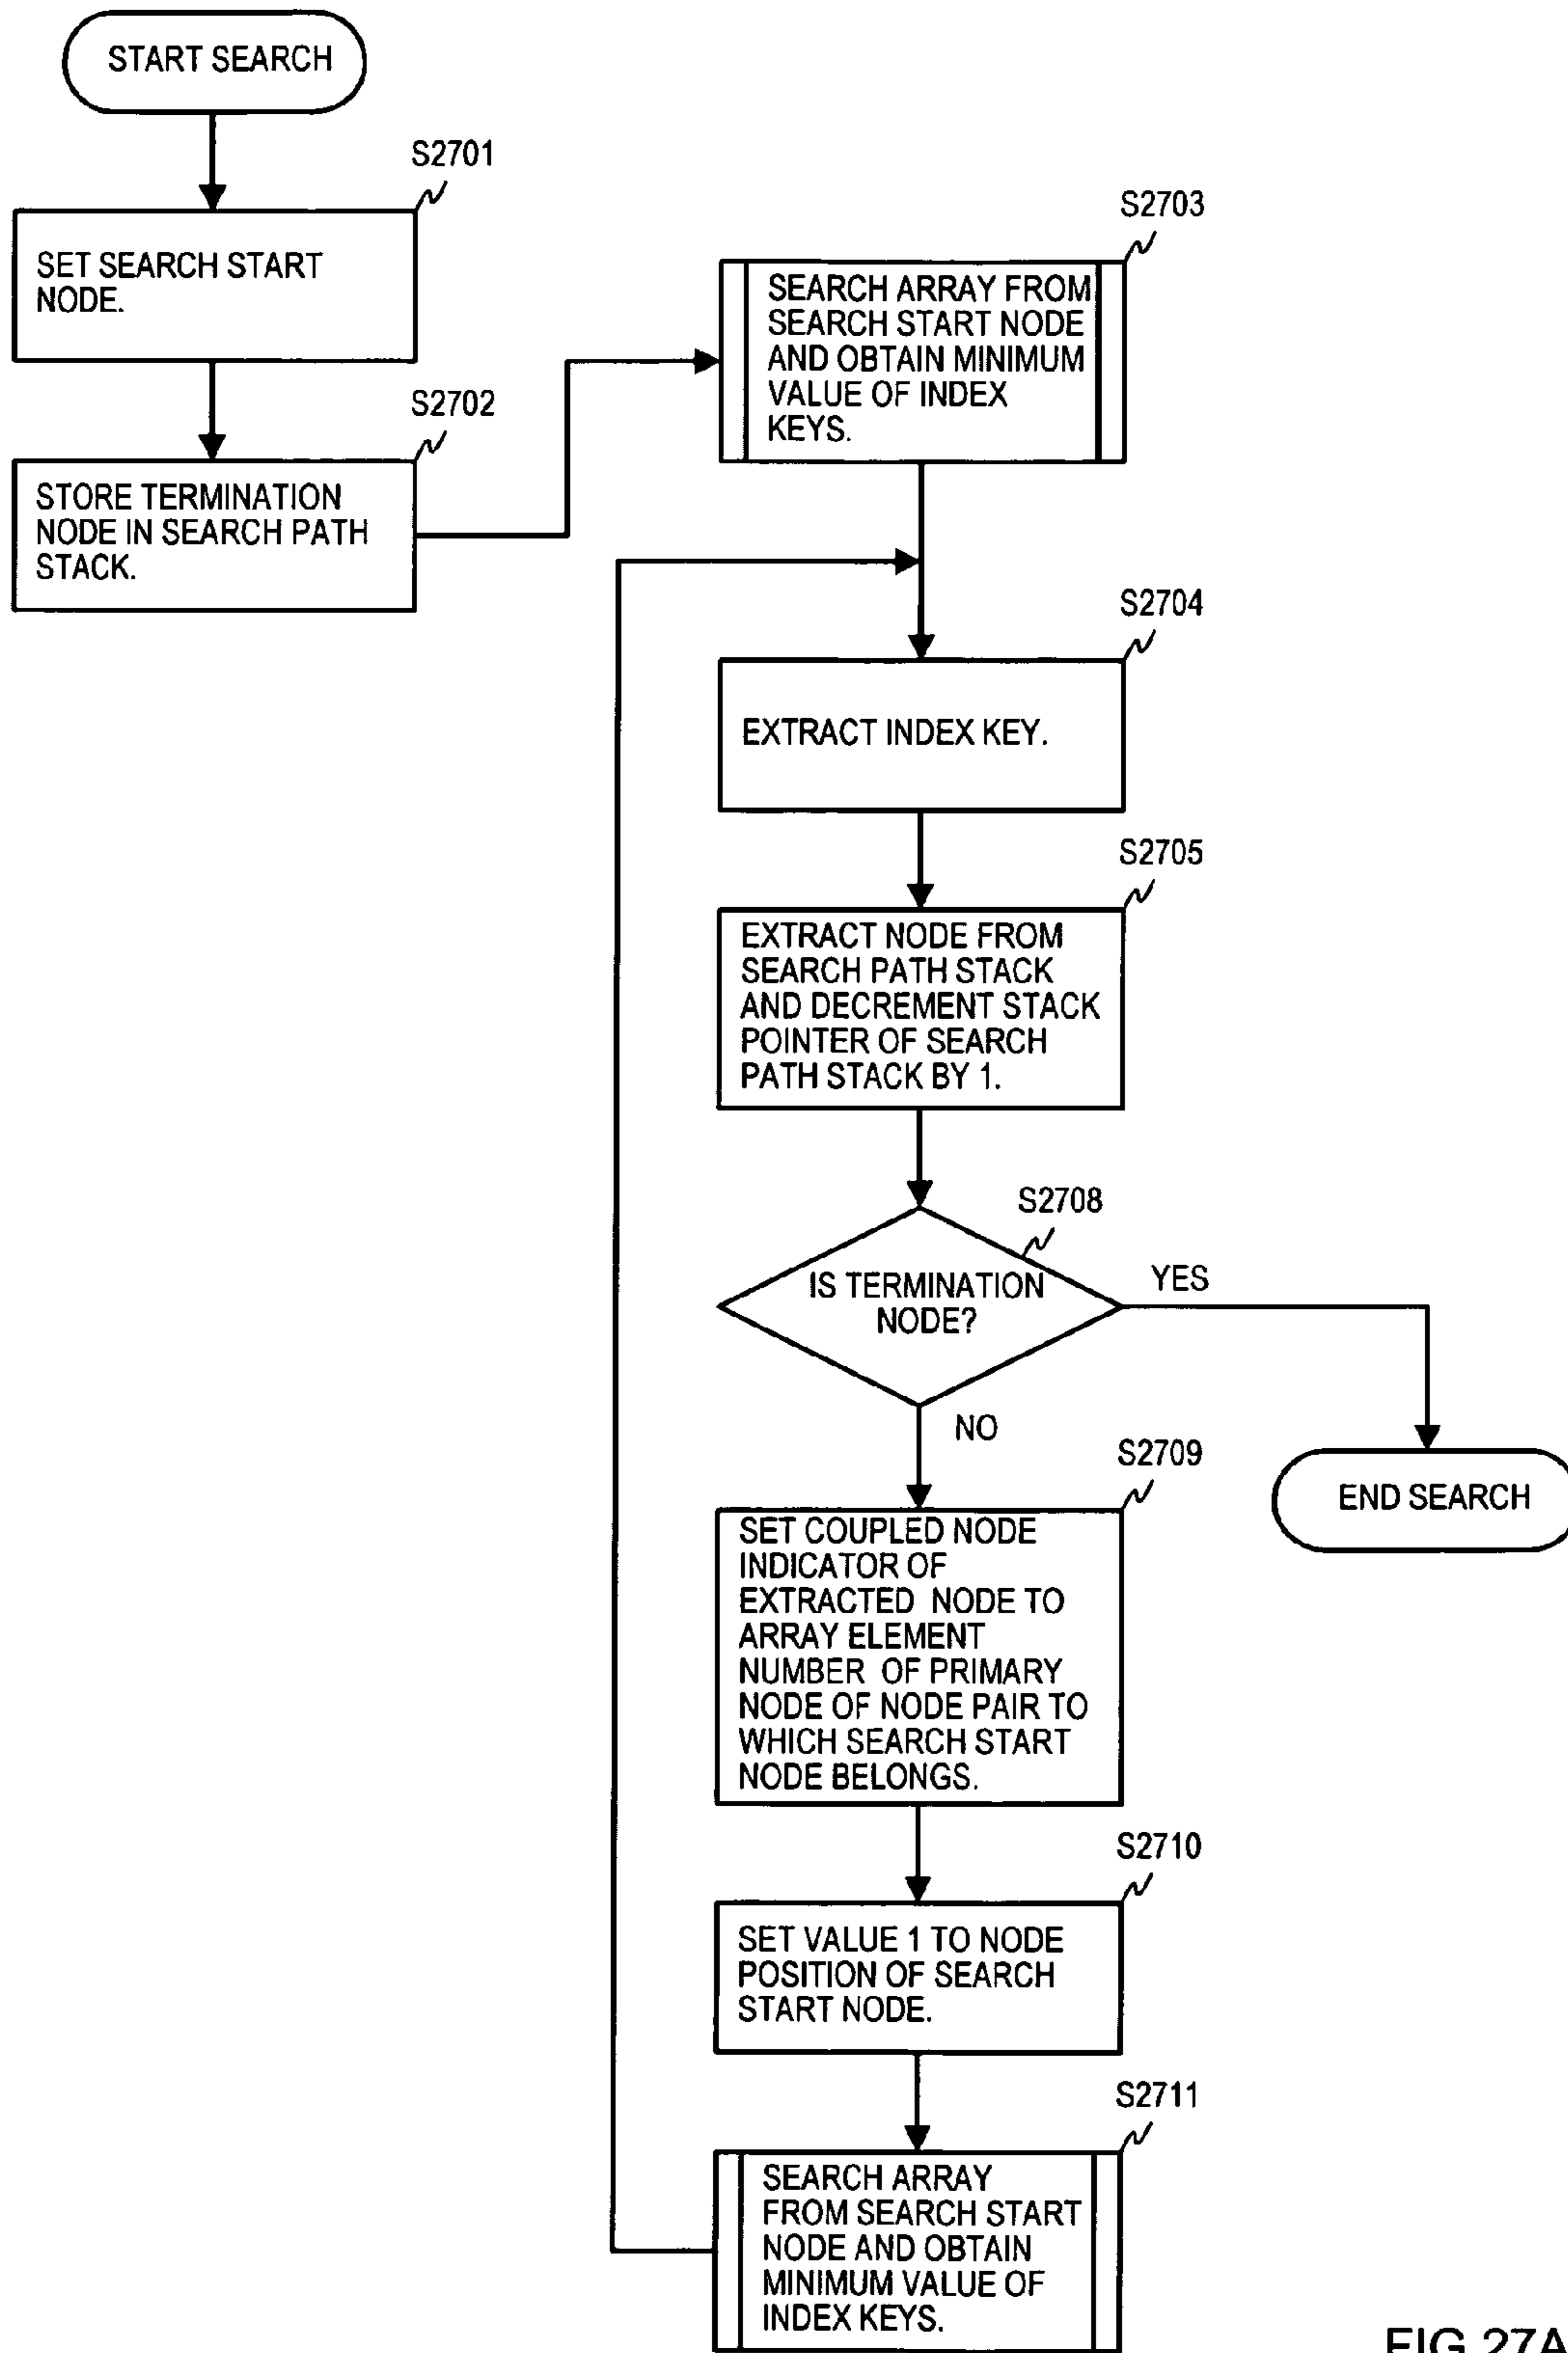 START SEARCH
S2701
SET SEARCH START
NODE.
S2702
STORE TERMINATION
NODE IN SEARCH PATH
STACK.
S2703
SEARCH ARRAY FROM
SEARCH START NODE
AND OBTAIN MINIMUM
VALUE OF INDEX
KEYS.
S2704
EXTRACT INDEX KEY.
S2705
EXTRACT NODE FROM
SEARCH PATH STACK
AND DECREMENT STACK
POINTER OF SEARCH
PATH STACK BY 1.
S2708
IS TERMINATION
NODE?
YES
NO
END SEARCH
S2709
SET COUPLED NODE
INDICATOR OF
EXTRACTED NODE TO
ARRAY ELEMENT
NUMBER OF PRIMARY
NODE OF NODE PAIR TO
WHICH SEARCH START
NODE BELONGS.
S2710
SET VALUE 1 TO NODE
POSITION OF SEARCH
START NODE.
S2711
SEARCH ARRAY
FROM SEARCH START
NODE AND OBTAIN
MINIMUM VALUE OF
INDEX KEYS.
FIG.27A